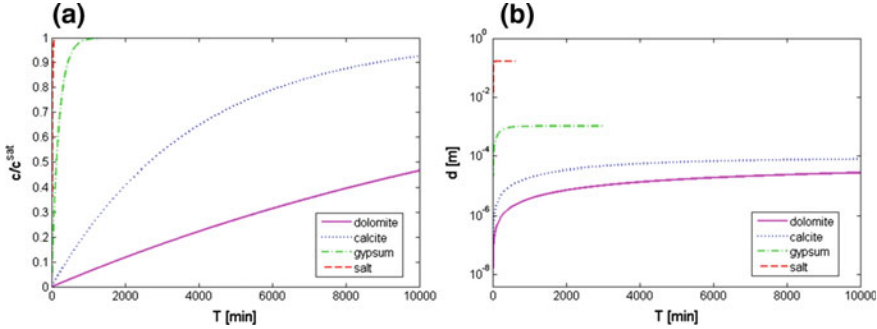 (a)
1
0.9
0.8
0.7
0.6
0.5
0.4
0.3
0.2
0.1
0
c/c^sat
0 2000 4000 6000 8000 10000
T [min]
dolomite
calcite
gypsum
salt
(b)
10^0
10^-2
10^-4
10^-6
10^-8
d [m]
0 2000 4000 6000 8000 10000
T [min]
dolomite
calcite
gypsum
salt